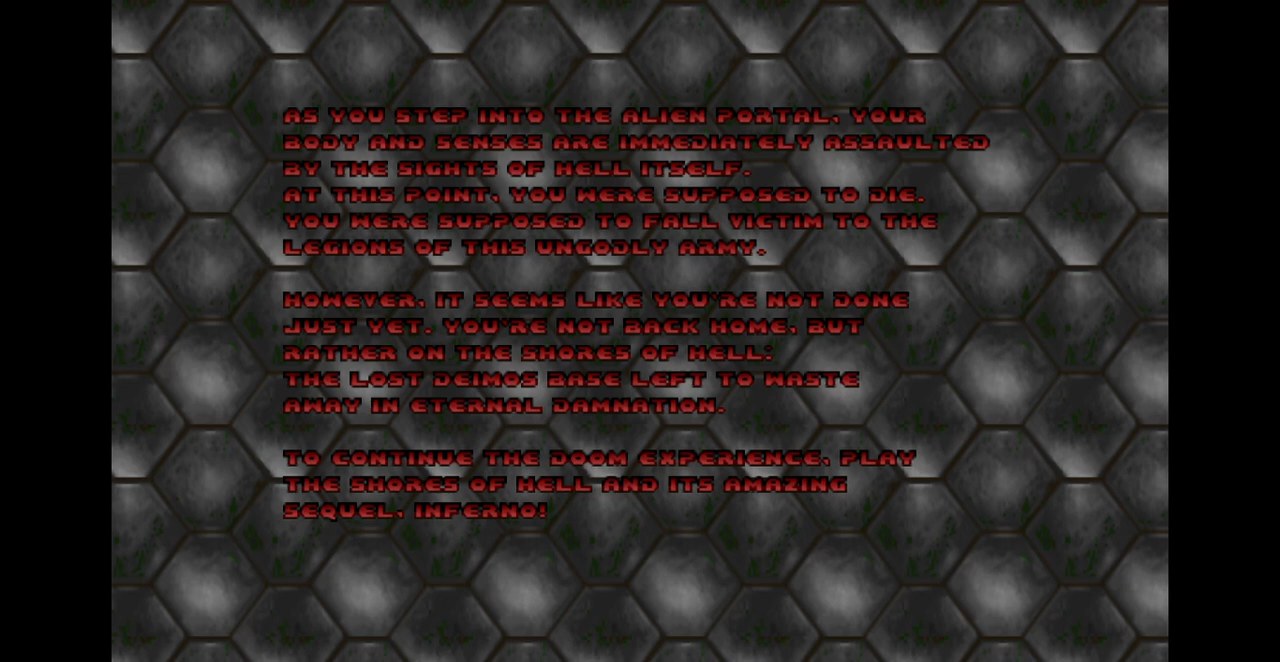 AS YOU STEP INTO THE ALIEN PORTAL, YOUR
BODY AND SENSES ARE IMMEDIATELY ASSAULTED
BY THE SIGHTS OF HELL ITSELF.
AT THIS POINT, YOU WERE SUPPOSED TO DIE.
YOU WERE SUPPOSED TO FALL VICTIM TO THE
LEGIONS OF THIS UNGODLY ARMY.
HOWEVER, IT SEEMS LIKE YOU'RE NOT DONE
JUST YET. YOU'RE NOT BACK HOME, BUT
RATHER ON THE SHORES OF HELL:
THE LOST DEIMOS BASE LEFT TO WASTE
AWAY IN ETERNAL DAMNATION.
TO CONTINUE THE DOOM EXPERIENCE, PLAY
THE SHORES OF HELL AND ITS AMAZING
SEQUEL, INFERNO!